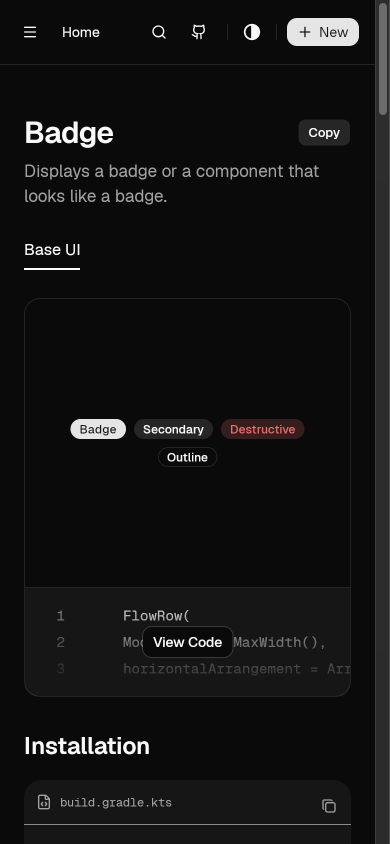 Home
New
Badge
Copy
Displays a badge or a component that
looks like a badge.
Base UI
Badge Secondary Destructive
Outline
1 FlowRow(
2 Mod MaxWidth(),
View Code
3 horizontalArrangement = Arr
Installation
build.gradle.kts